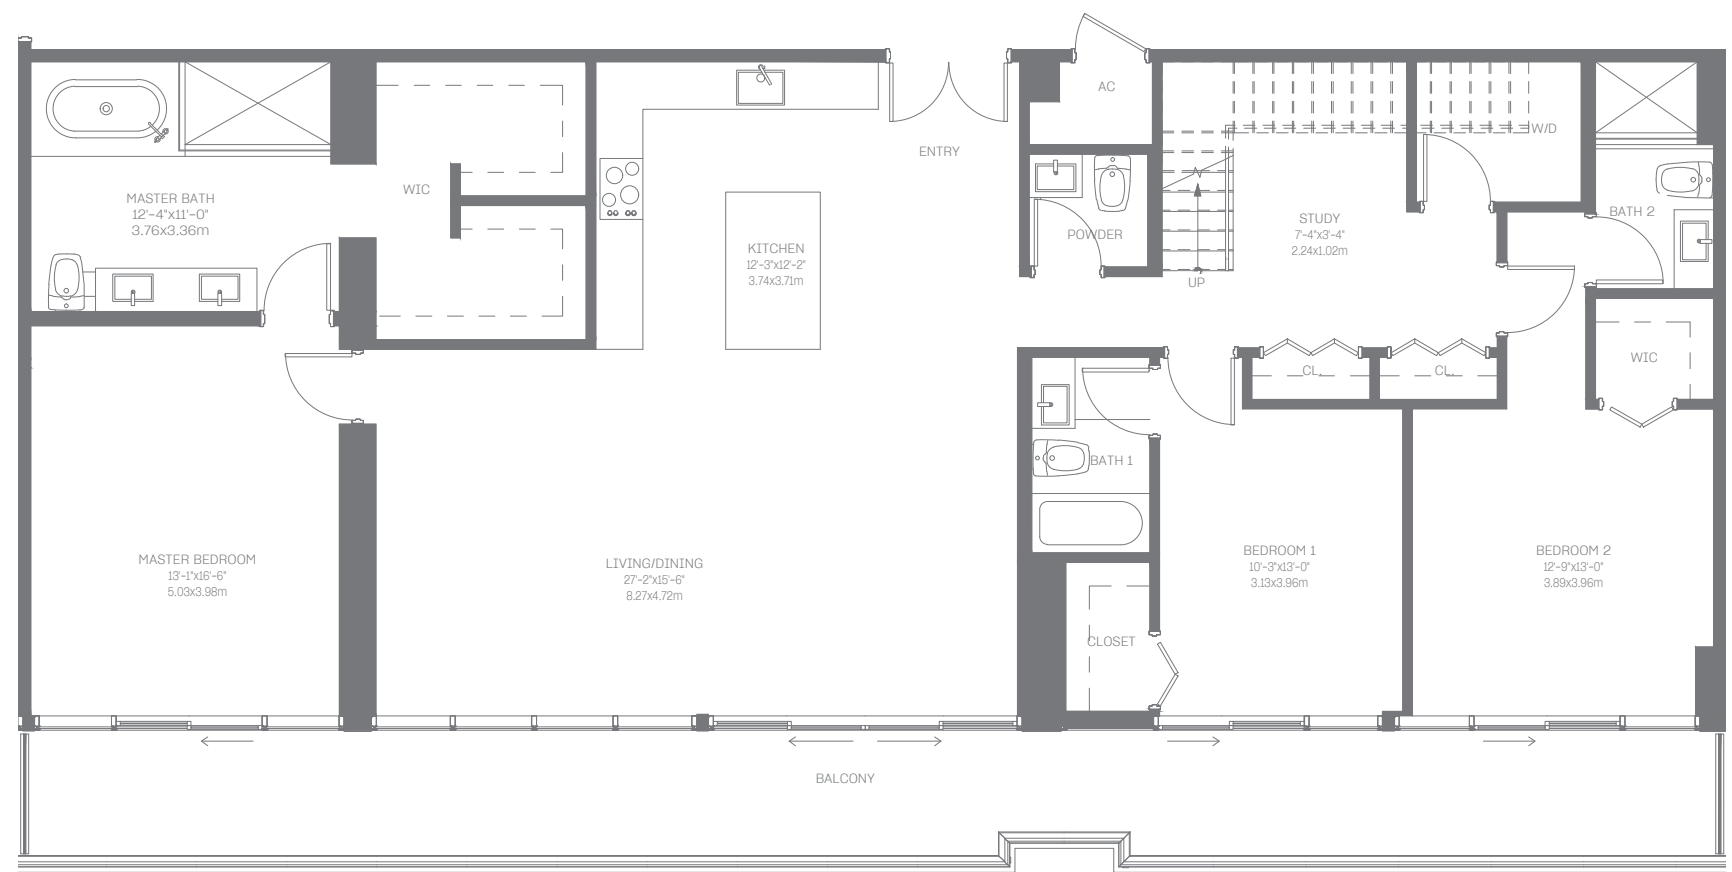 AC
W/D
ENTRY
WIC
MASTER BATH
12'-4"x11'-0"
3.76x3.36m
BATH 2
STUDY
7'-4"x3'-4"
2.24x1.02m
POWDER
KITCHEN
12'-3"x12'-2"
3.74x3.71m
UP
WIC
CL.
CL.
BATH 1
MASTER BEDROOM
13'-1"x16'-6"
5.03x3.98m
LIVING/DINING
27'-2"x15'-6"
8.27x4.72m
BEDROOM 1
10'-3"x13'-0"
3.13x3.96m
BEDROOM 2
12'-9"x13'-0"
3.89x3.96m
CLOSET
BALCONY